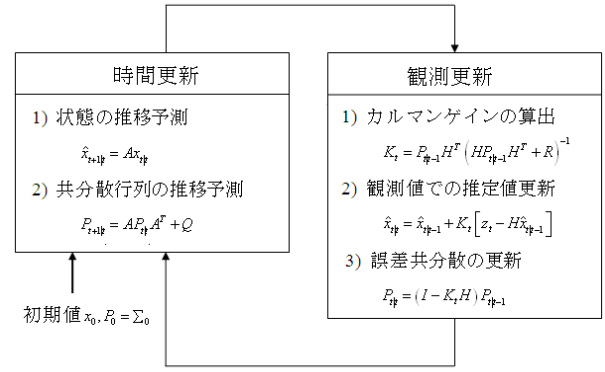 時間更新
1) 状態の推移予測
x̂_{t+1|t} = Ax_{t|t}
2) 共分散行列の推移予測
P_{t+1|t} = AP_{t|t}A^T + Q
初期値 x_0, P_0 = Σ_0
観測更新
1) カルマンゲインの算出
K_t = P_{t|t-1}H^T (HP_{t|t-1}H^T + R)^{-1}
2) 観測値での推定値更新
x̂_{t|t} = x̂_{t|t-1} + K_t [z_t - Hx̂_{t|t-1}]
3) 誤差共分散の更新
P_{t|t} = (I - K_tH) P_{t|t-1}